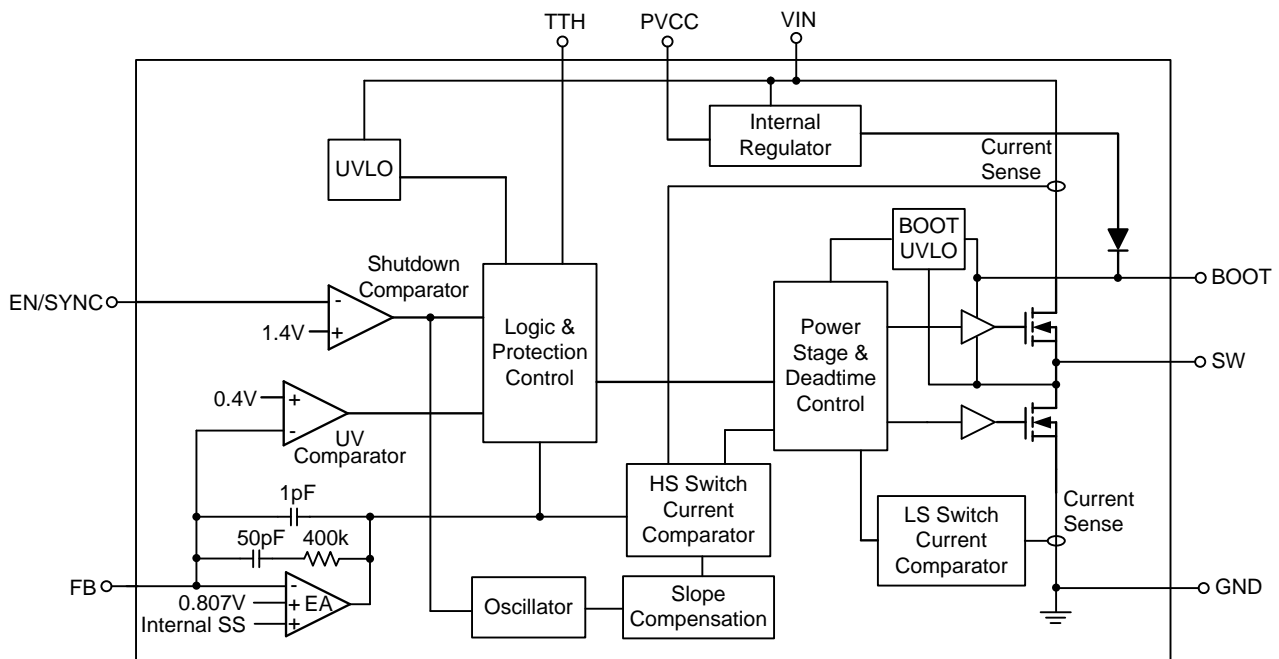 TTH
PVCC
VIN
Internal
Regulator
Current
Sense
UVLO
BOOT
UVLO
Shutdown
Comparator
EN/SYNC
-
1.4V
+
Logic &
Protection
Control
Power
Stage &
Deadtime
Control
BOOT
SW
0.4V
+
-
UV
Comparator
1pF
50pF
400k
HS Switch
Current
Comparator
LS Switch
Current
Comparator
Current
Sense
FB
-
0.807V
+
EA
Internal SS
+
Oscillator
Slope
Compensation
GND